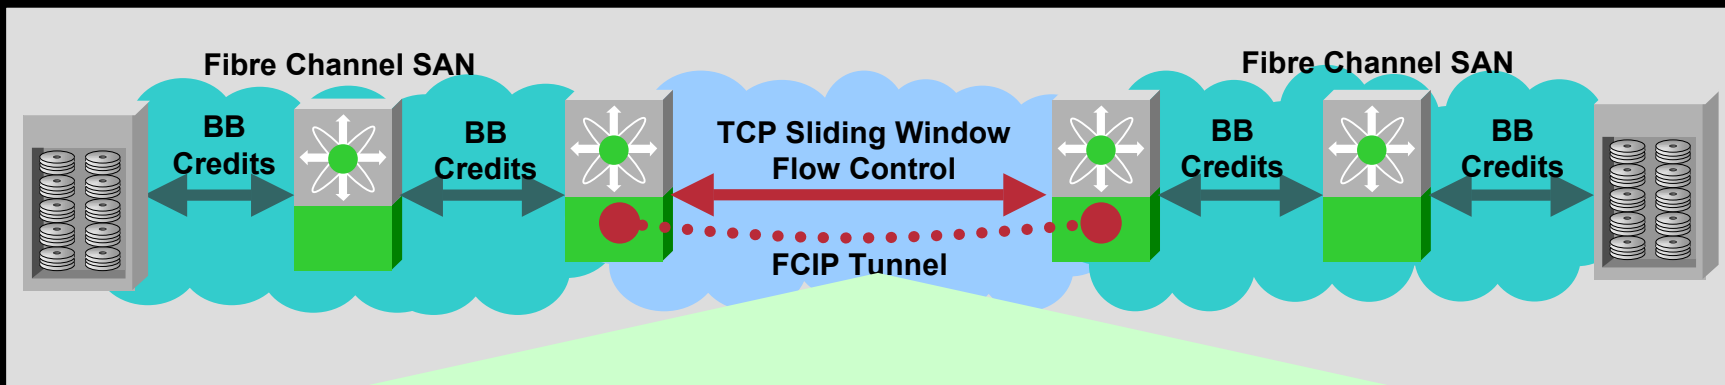 Fibre Channel SAN
Fibre Channel SAN
BB
Credits
BB
Credits
TCP Sliding Window
Flow Control
BB
Credits
BB
Credits
FCIP Tunnel